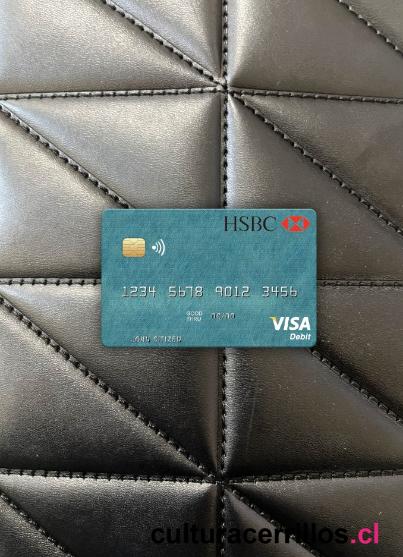 HSBC
1234 5678 9012 3456
GOOD
THRU
VISA
Debit
culturacerrillos.cl